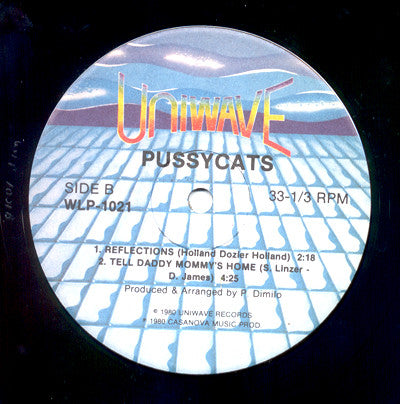 UNIWAVE
PUSSYCATS
SIDE B
WLP-1021
33-1/3 RPM
1. REFLECTIONS (Holland Dozier Holland) 2:18
2. TELL DADDY MOMMY'S HOME (S. Linzer -
D. James) 4:25
Produced & Arranged by P. Dimilo
© 1980 UNIWAVE RECORDS
℗ 1980 CASANOVA MUSIC PROD.